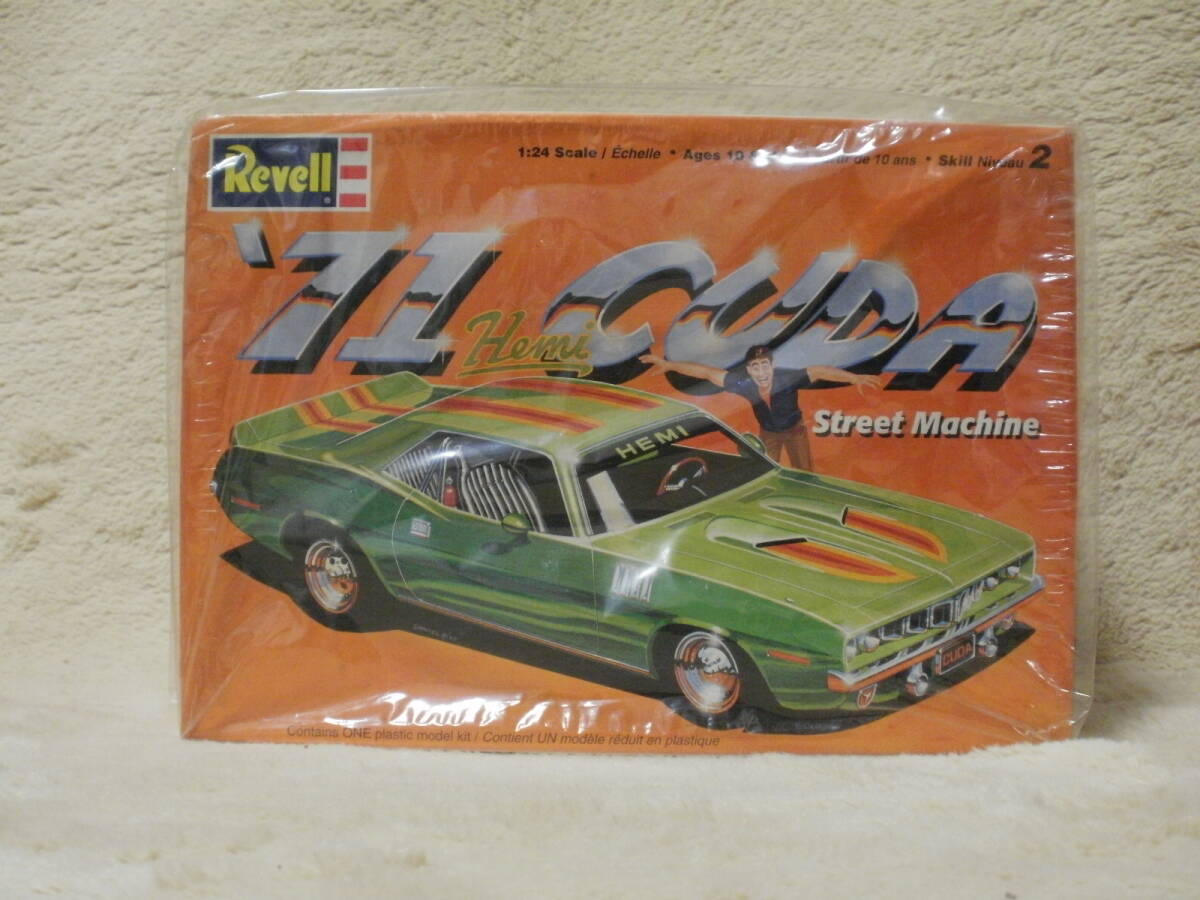 Revell
1:24 Scale / Échelle • Ages 10 de 10 ans • Skill Niveau 2
'71 Hemi CUDA
Street Machine
HEMI
CUDA
Contains ONE plastic model kit / Contient UN modèle réduit en plastique